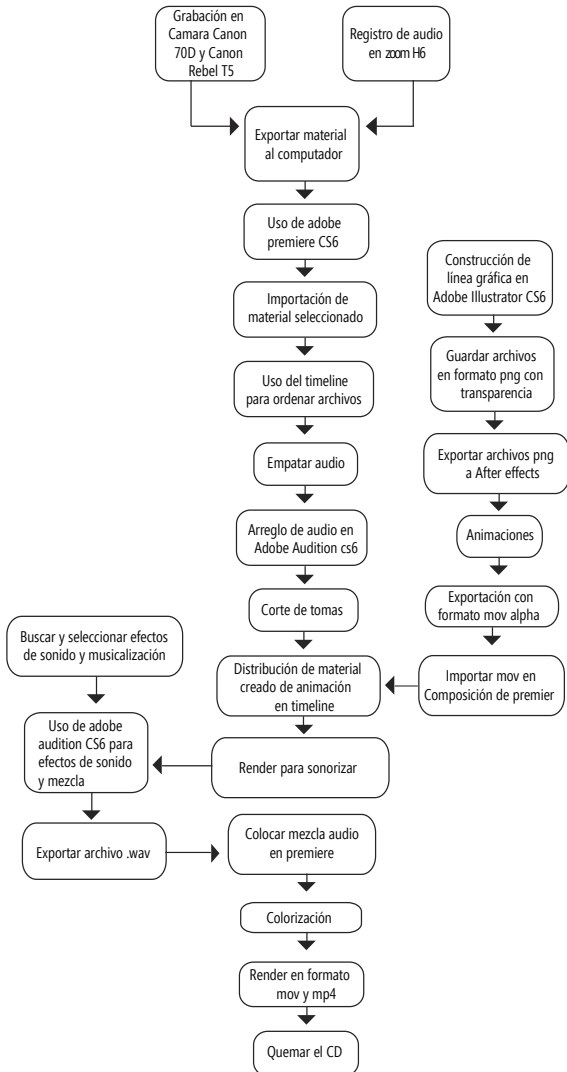 Grabación en
Camara Canon
70D y Canon
Rebel T5
Registro de audio
en zoom H6
Exportar material
al computador
Uso de adobe
premiere CS6
Importación de
material seleccionado
Uso del timeline
para ordenar archivos
Empatar audio
Arreglo de audio en
Adobe Audition cs6
Corte de tomas
Construcción de
línea gráfica en
Adobe Illustrator CS6
Guardar archivos
en formato png con
transparencia
Exportar archivos png
a After effects
Animaciones
Exportación con
formato mov alpha
Importar mov en
Composición de premier
Distribución de material
creado de animación
en timeline
Render para sonorizar
Buscar y seleccionar efectos
de sonido y musicalización
Uso de adobe
audition CS6 para
efectos de sonido
y mezcla
Exportar archivo .wav
Colocar mezcla audio
en premiere
Colorización
Render en formato
mov y mp4
Quemar el CD